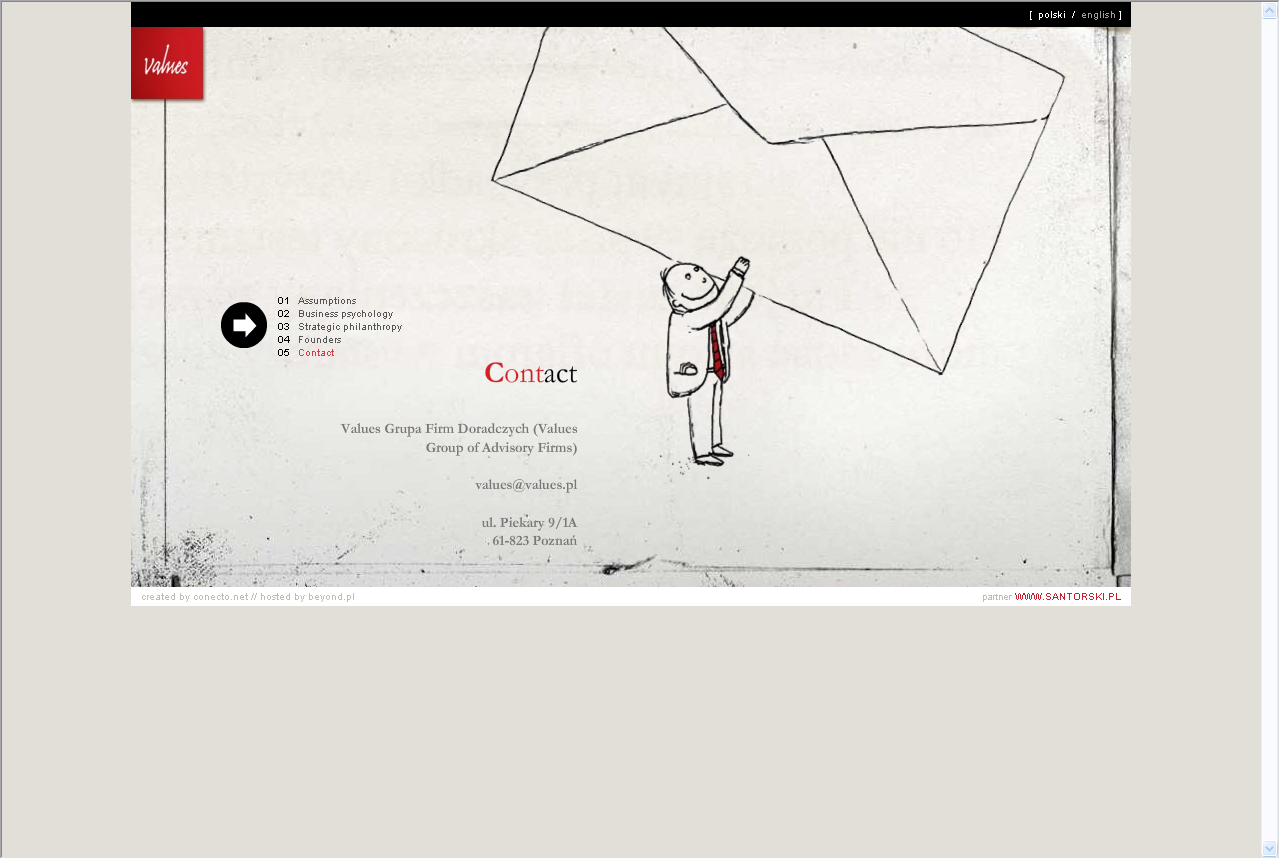 [ polski / english ]
Values
01 Assumptions
02 Business psychology
03 Strategic philanthropy
04 Founders
05 Contact
Contact
Values Grupa Firm Doradczych (Values
Group of Advisory Firms)
values@values.pl
ul. Piekary 9/1A
61-823 Poznań
created by conecto.net // hosted by beyond.pl
partner WWW.SANTORSKI.PL